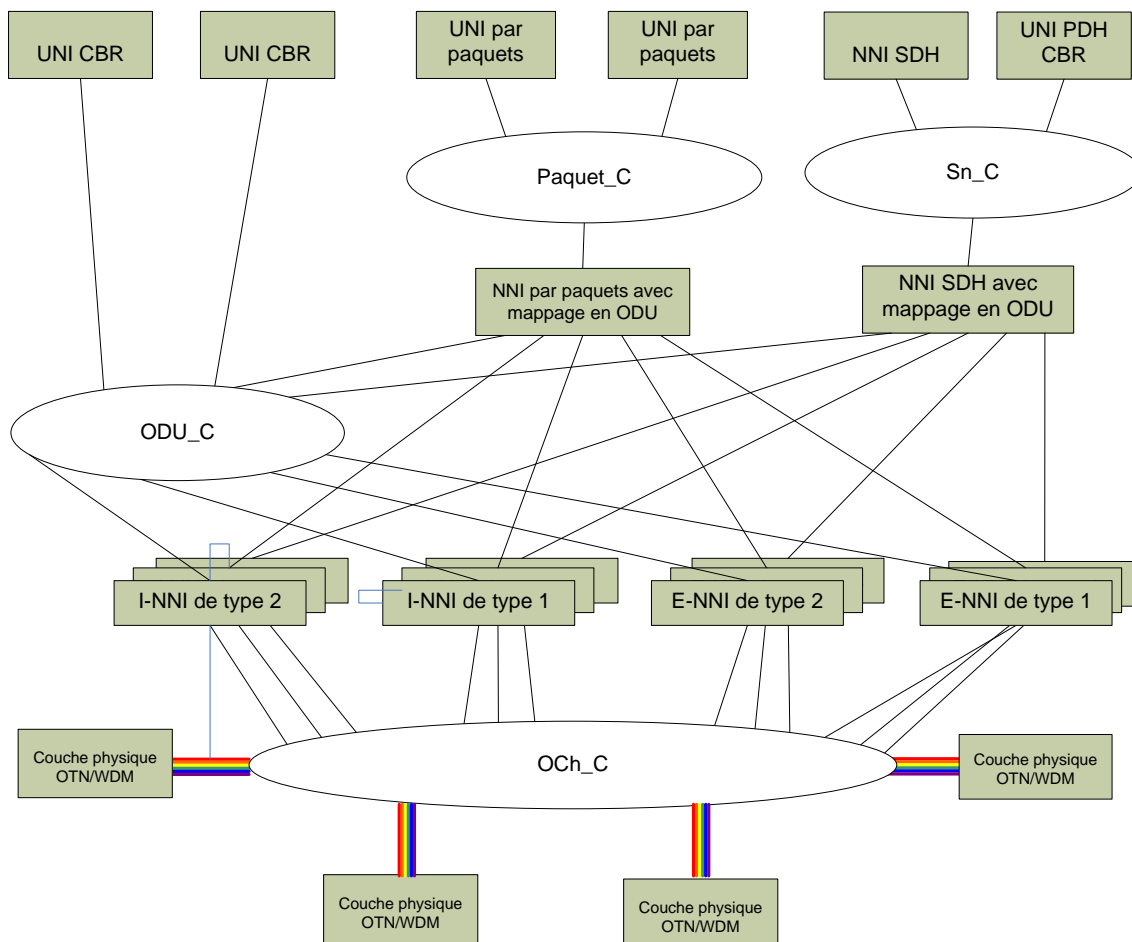 UNI CBR
UNI CBR
UNI par
paquets
UNI par
paquets
NNI SDH
UNI PDH
CBR
Paquet_C
Sn_C
NNI par paquets avec
mappage en ODU
NNI SDH avec
mappage en ODU
ODU_C
I-NNI de type 2
I-NNI de type 1
E-NNI de type 2
E-NNI de type 1
Couche physique
OTN/WDM
OCh_C
Couche physique
OTN/WDM
Couche physique
OTN/WDM
Couche physique
OTN/WDM